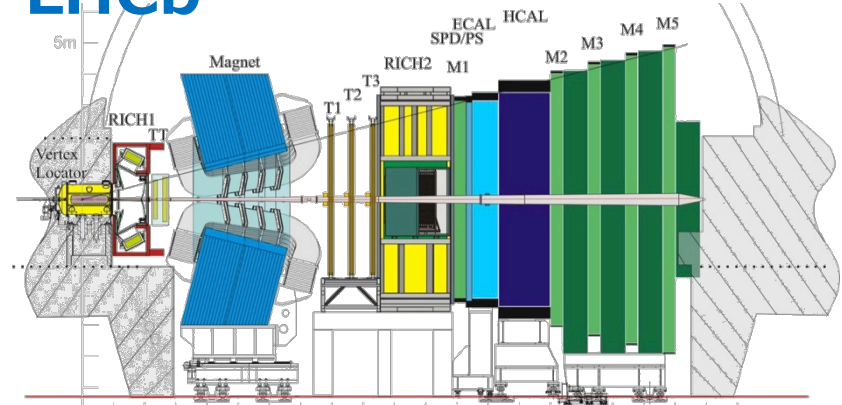 LHCb
5m
Magnet
RICH1
TT
Vertex
Locator
T1
T2
T3
RICH2
M1
SPD/PS
ECAL
HCAL
M2
M3
M4
M5